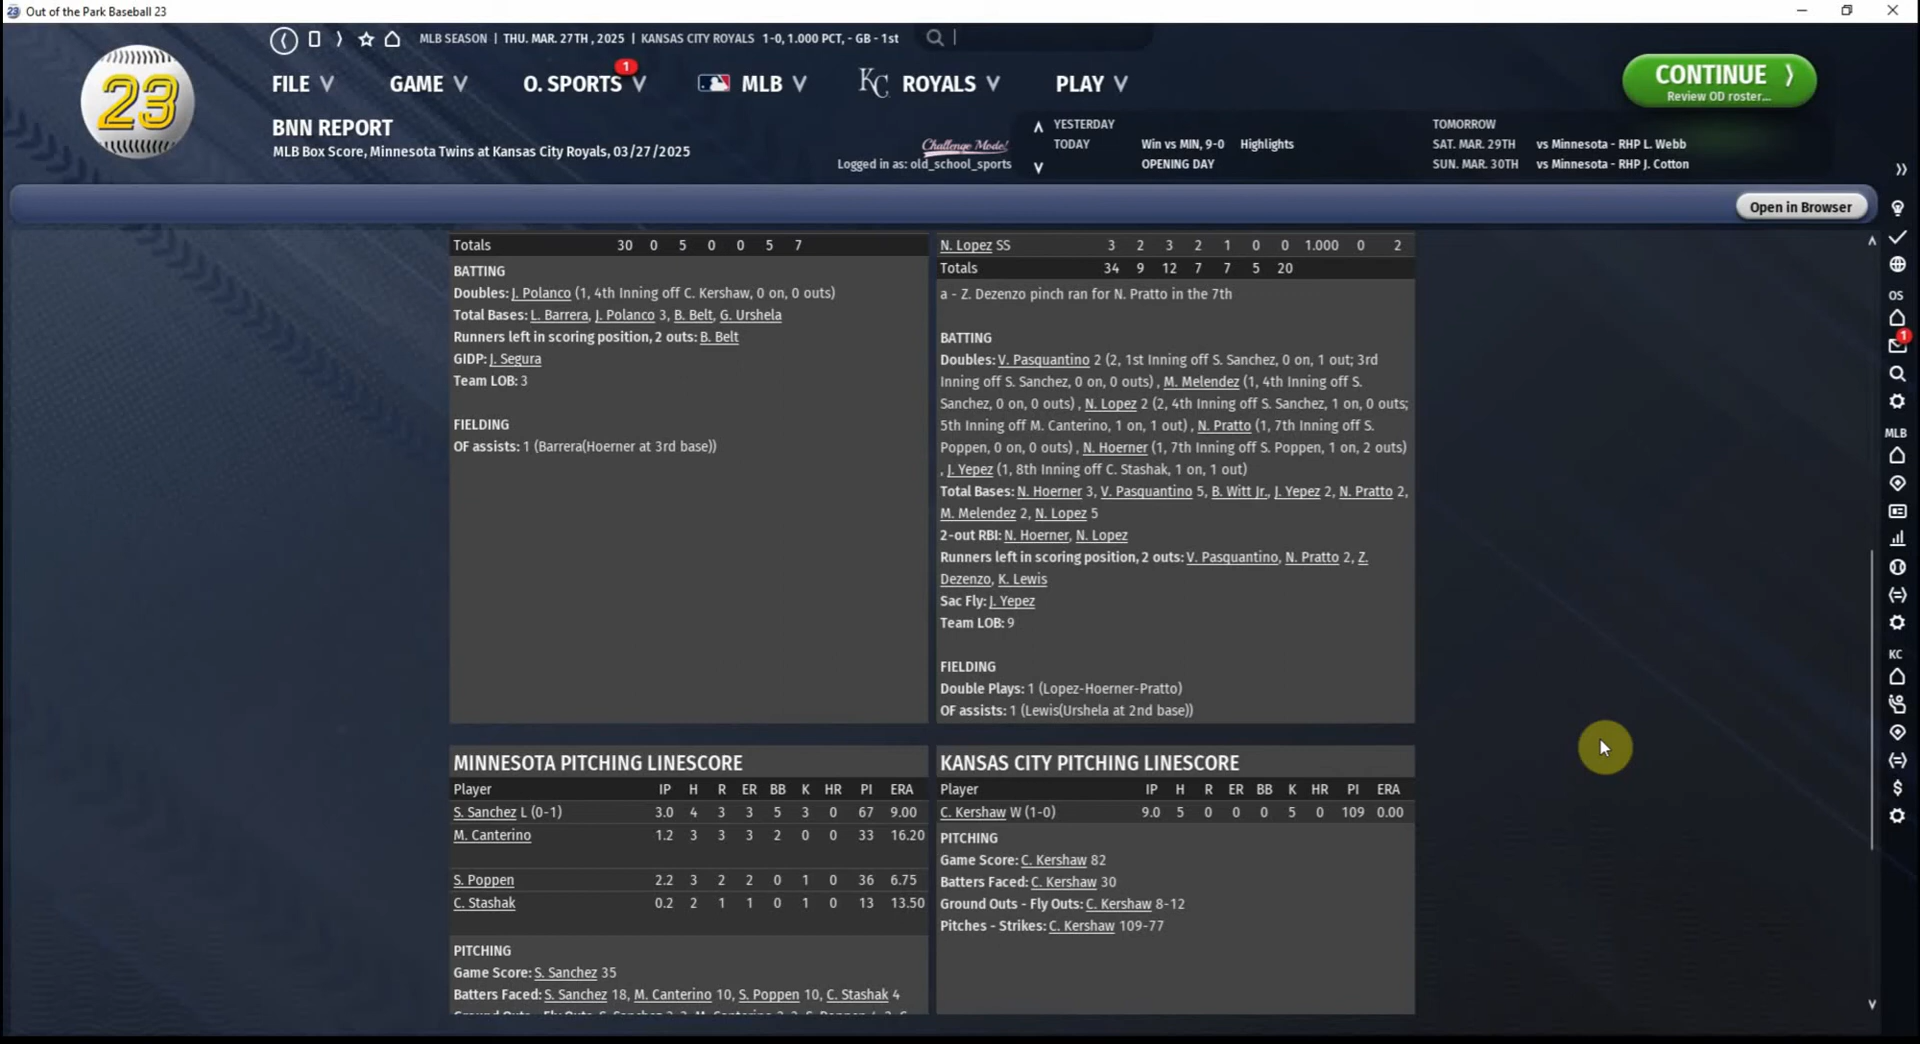 Out of the Park Baseball 23
MLB SEASON | THU. MAR. 27TH , 2025 | KANSAS CITY ROYALS 1-0, 1.000 PCT, - GB - 1st
23
FILE GAME O. SPORTS 1 MLB KC ROYALS PLAY
CONTINUE
Review OD roster...
BNN REPORT
MLB Box Score, Minnesota Twins at Kansas City Royals, 03/27/2025
Challenge Mode!
Logged in as: old_school_sports
YESTERDAY
TODAY Win vs MIN, 9-0 Highlights
OPENING DAY
TOMORROW
SAT. MAR. 29TH vs Minnesota - RHP L. Webb
SUN. MAR. 30TH vs Minnesota - RHP J. Cotton
Open in Browser
Totals 30 0 5 0 0 5 7
BATTING
Doubles: J. Polanco (1, 4th Inning off C. Kershaw, 0 on, 0 outs)
Total Bases: L. Barrera, J. Polanco 3, B. Belt, G. Urshela
Runners left in scoring position, 2 outs: B. Belt
GIDP: J. Segura
Team LOB: 3
FIELDING
OF assists: 1 (Barrera(Hoerner at 3rd base))
N. Lopez SS 3 2 3 2 1 0 0 1.000 0 2
Totals 34 9 12 7 7 5 20
a - Z. Dezenzo pinch ran for N. Pratto in the 7th
BATTING
Doubles: V. Pasquantino 2 (2, 1st Inning off S. Sanchez, 0 on, 1 out; 3rd
Inning off S. Sanchez, 0 on, 0 outs) , M. Melendez (1, 4th Inning off S.
Sanchez, 0 on, 0 outs) , N. Lopez 2 (2, 4th Inning off S. Sanchez, 1 on, 0 outs;
5th Inning off M. Canterino, 1 on, 1 out) , N. Pratto (1, 7th Inning off S.
Poppen, 0 on, 0 outs) , N. Hoerner (1, 7th Inning off S. Poppen, 1 on, 2 outs)
, J. Yepez (1, 8th Inning off C. Stashak, 1 on, 1 out)
Total Bases: N. Hoerner 3, V. Pasquantino 5, B. Witt Jr., J. Yepez 2, N. Pratto 2,
M. Melendez 2, N. Lopez 5
2-out RBI: N. Hoerner, N. Lopez
Runners left in scoring position, 2 outs: V. Pasquantino, N. Pratto 2, Z.
Dezenzo, K. Lewis
Sac Fly: J. Yepez
Team LOB: 9
FIELDING
Double Plays: 1 (Lopez-Hoerner-Pratto)
OF assists: 1 (Lewis(Urshela at 2nd base))
MINNESOTA PITCHING LINESCORE
Player IP H R ER BB K HR PI ERA
S. Sanchez L (0-1) 3.0 4 3 3 5 3 0 67 9.00
M. Canterino 1.2 3 3 3 2 0 0 33 16.20
S. Poppen 2.2 3 2 2 0 1 0 36 6.75
C. Stashak 0.2 2 1 1 0 1 0 13 13.50
PITCHING
Game Score: S. Sanchez 35
Batters Faced: S. Sanchez 18, M. Canterino 10, S. Poppen 10, C. Stashak 4
KANSAS CITY PITCHING LINESCORE
Player IP H R ER BB K HR PI ERA
C. Kershaw W (1-0) 9.0 5 0 0 0 5 0 109 0.00
PITCHING
Game Score: C. Kershaw 82
Batters Faced: C. Kershaw 30
Ground Outs - Fly Outs: C. Kershaw 8-12
Pitches - Strikes: C. Kershaw 109-77
OS
1
MLB
KC
$